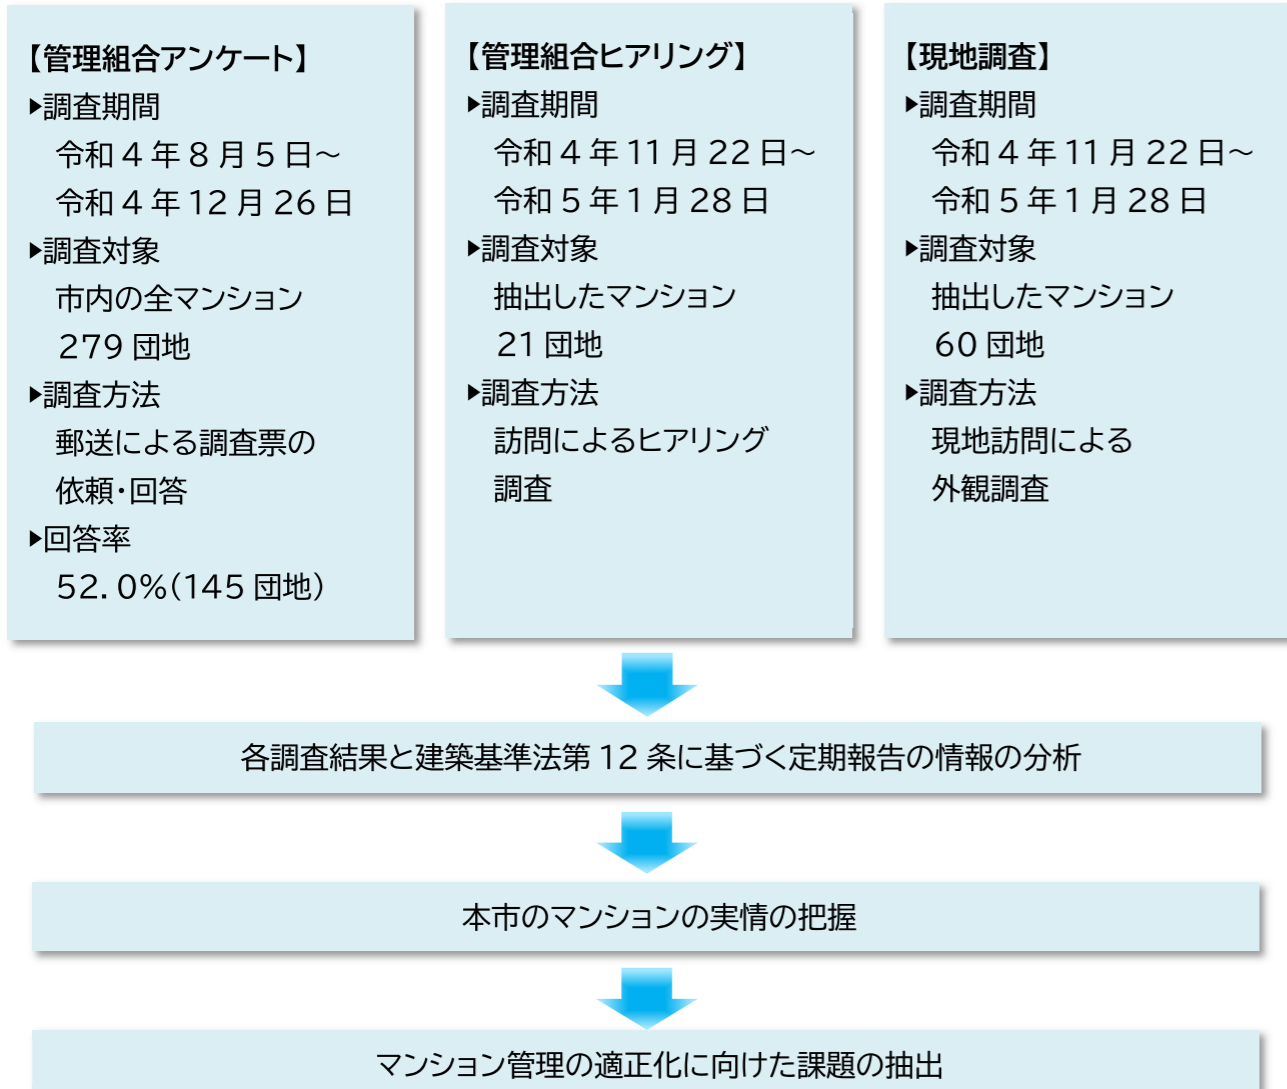 【管理組合アンケート】
▶調査期間
令和4年8月5日～
令和4年12月26日
▶調査対象
市内の全マンション
279団地
▶調査方法
郵送による調査票の
依頼・回答
▶回答率
52.0%(145団地)
【管理組合ヒアリング】
▶調査期間
令和4年11月22日～
令和5年1月28日
▶調査対象
抽出したマンション
21団地
▶調査方法
訪問によるヒアリング
調査
【現地調査】
▶調査期間
令和4年11月22日～
令和5年1月28日
▶調査対象
抽出したマンション
60団地
▶調査方法
現地訪問による
外観調査
各調査結果と建築基準法第12条に基づく定期報告の情報の分析
本市のマンションの実情の把握
マンション管理の適正化に向けた課題の抽出